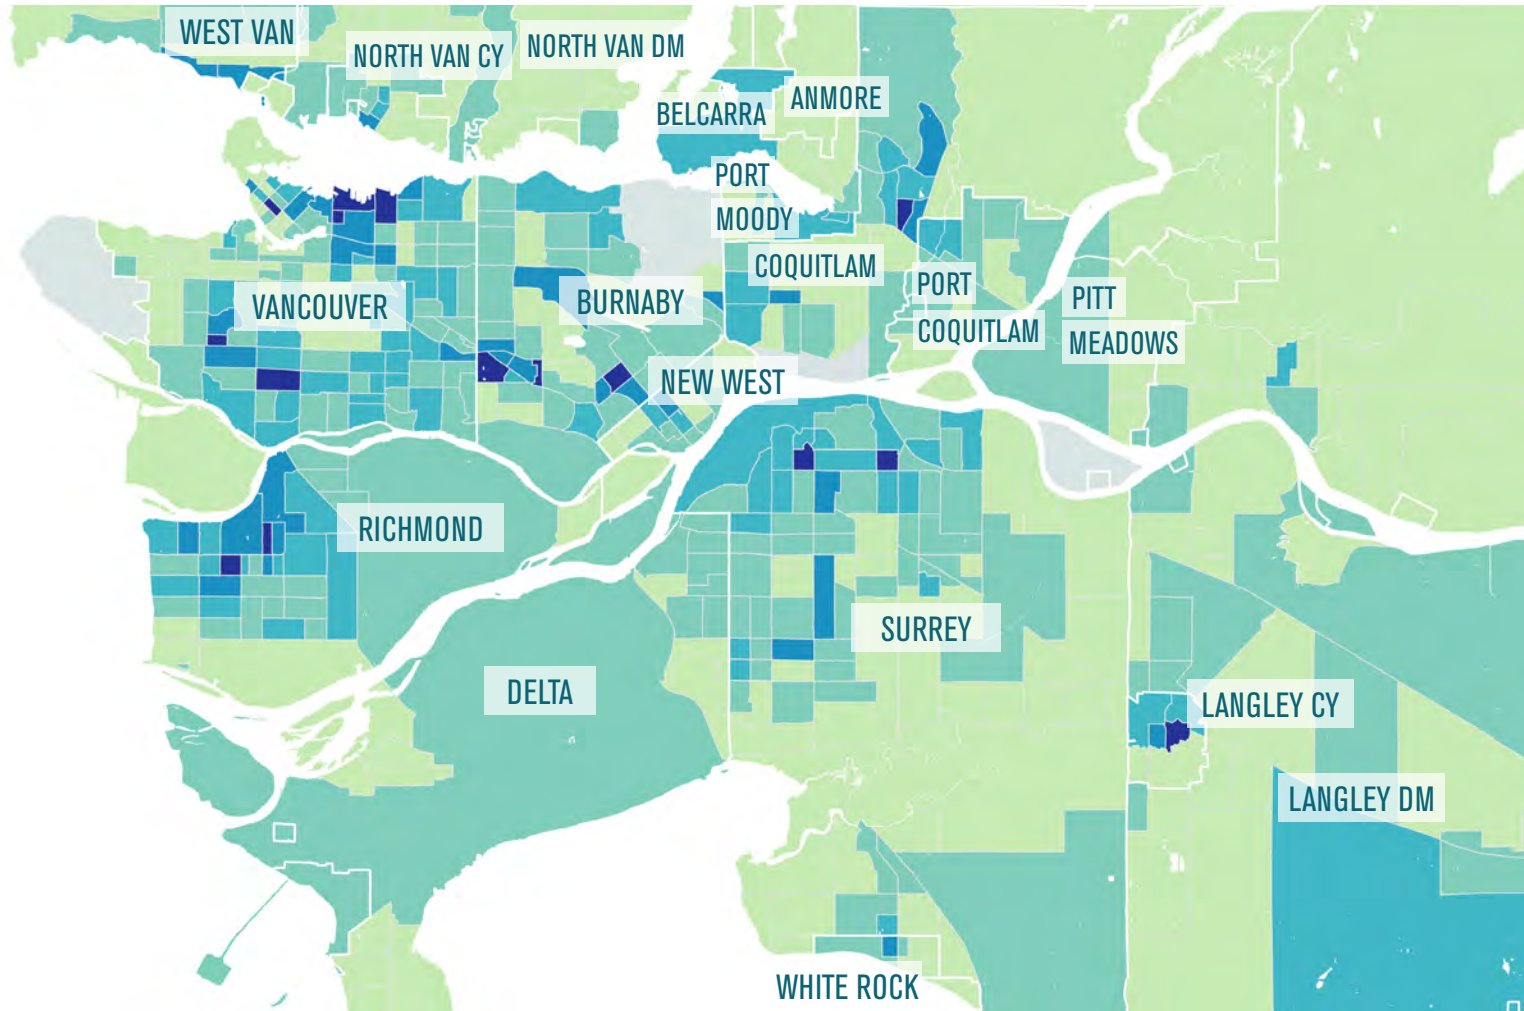 WEST VAN
NORTH VAN CY
NORTH VAN DM
BELCARRA
ANMORE
PORT
MOODY
COQUITLAM
PORT
COQUITLAM
PITT
MEADOWS
VANCOUVER
BURNABY
NEW WEST
RICHMOND
SURREY
DELTA
LANGLEY CY
LANGLEY DM
WHITE ROCK